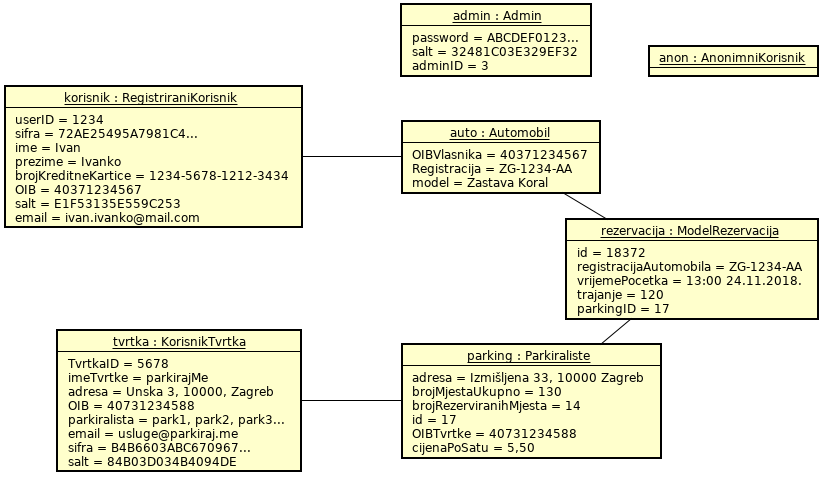 admin : Admin
password = ABCDEF0123...
salt = 32481C03E329EF32
adminID = 3
anon : AnonimniKorisnik
korisnik : RegistriraniKorisnik
userID = 1234
sifra = 72AE25495A7981C4...
ime = Ivan
prezime = Ivanko
brojKreditneKartice = 1234-5678-1212-3434
OIB = 40371234567
salt = E1F53135E559C253
email = ivan.ivanko@mail.com
auto : Automobil
OIBVlasnika = 40371234567
Registracija = ZG-1234-AA
model = Zastava Koral
rezervacija : ModelRezervacija
id = 18372
registracijaAutomobila = ZG-1234-AA
vrijemePocetka = 13:00 24.11.2018.
trajanje = 120
parkingID = 17
tvrtka : KorisnikTvrtka
TvrtkaID = 5678
imeTvrtke = parkirajMe
adresa = Unska 3, 10000, Zagreb
OIB = 40731234588
parkiralista = park1, park2, park3...
email = usluge@parkiraj.me
sifra = B4B6603ABC670967...
salt = 84B03D034B4094DE
parking : Parkiraliste
adresa = Izmišljena 33, 10000 Zagreb
brojMjestaUkupno = 130
brojRezerviranihMjesta = 14
id = 17
OIBTvrtke = 40731234588
cijenaPoSatu = 5,50